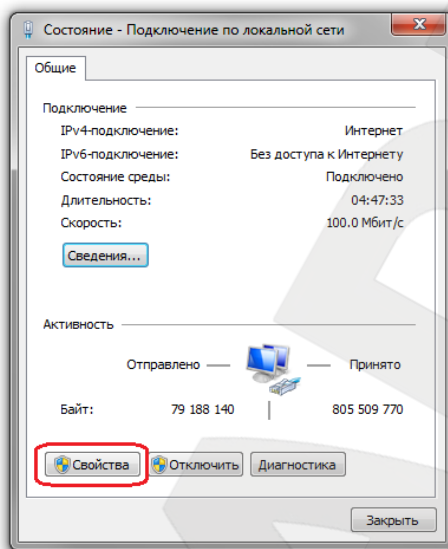 Состояние - Подключение по локальной сети
Общие
Подключение
IPv4-подключение: Интернет
IPv6-подключение: Без доступа к Интернету
Состояние среды: Подключено
Длительность: 04:47:33
Скорость: 100.0 Мбит/с
Сведения...
Активность
Отправлено — — Принято
Байт: 79 188 140 | 805 509 770
Свойства Отключить Диагностика
Закрыть